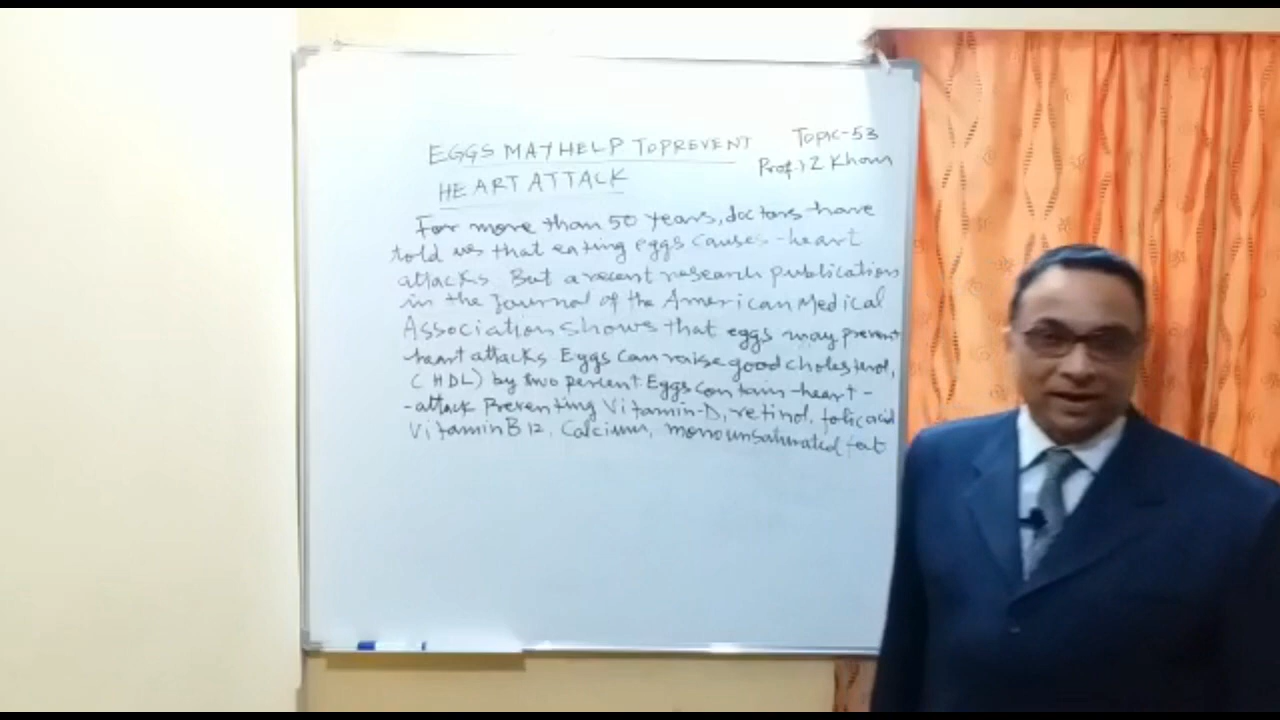 EGGS MAY HELP TO PREVENT
HEART ATTACK
Topic-53
Prof. Z Khan
For more than 50 years, doctors have
told us that eating eggs causes heart
attacks. But a recent research publication
in the Journal of the American Medical
Association shows that eggs may prevent
heart attacks. Eggs can raise good cholesterol,
(HDL) by two percent. Eggs contain heart-
-attack Preventing Vitamin-D, retinol, folic acid
Vitamin B12, Calcium, monounsaturated fat